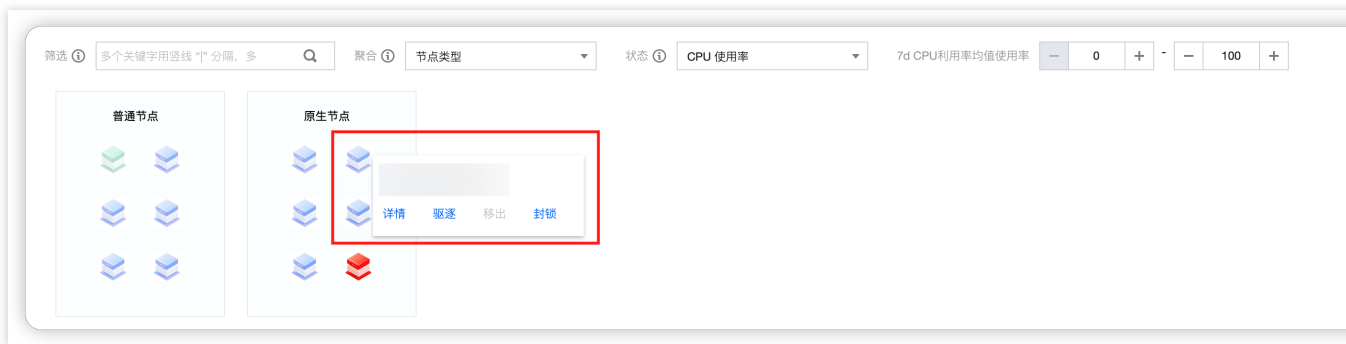 筛选 多个关键字用竖线 "|" 分隔，多 聚合 节点类型 状态 CPU 使用率 7d CPU利用率均值使用率 0 - 100
普通节点 原生节点
详情 驱逐 移出 封锁